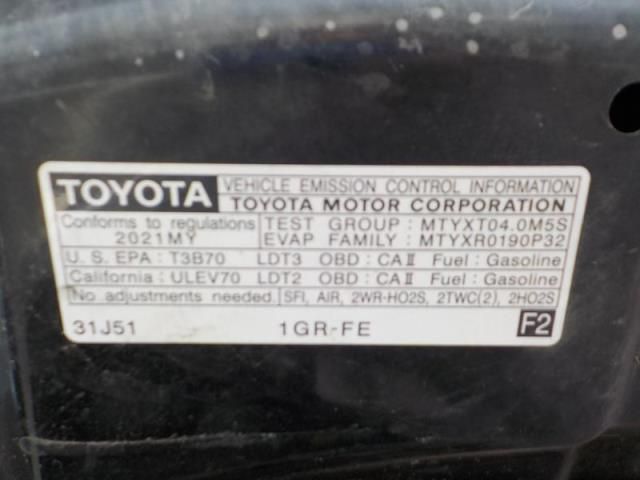 TOYOTA VEHICLE EMISSION CONTROL INFORMATION
TOYOTA MOTOR CORPORATION
Conforms to regulations TEST GROUP : MTYXT04.0M5S
2021MY EVAP FAMILY : MTYXR0190P32
U.S. EPA : T3B70 LDT3 OBD : CAⅡ Fuel : Gasoline
California : ULEV70 LDT2 OBD : CAⅡ Fuel : Gasoline
No adjustments needed. SFI, AIR, 2WR-HO2S, 2TWC(2), 2HO2S
31J51 1GR-FE F2